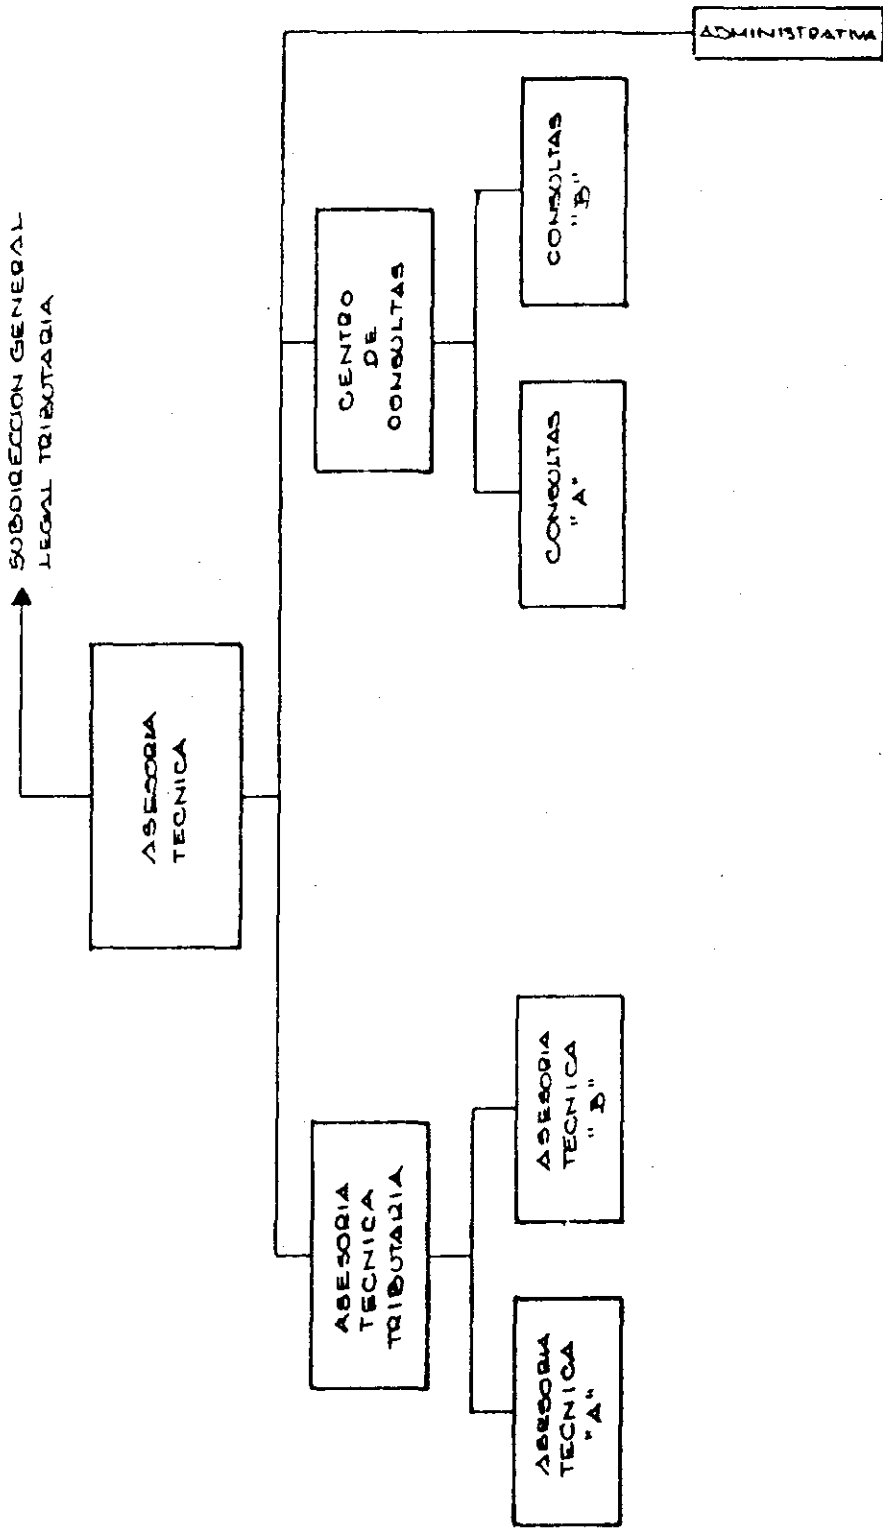 SUBDIRECCION GENERAL
LEGAL TRIBUTARIA
ASESORIA
TECNICA
ASESORIA
TECNICA
TRIBUTARIA
CENTRO
DE
CONSULTAS
ASESORIA
TECNICA
"A"
ASESORIA
TECNICA
"B"
CONSULTAS
"A"
CONSULTAS
"B"
ADMINISTRATIVA